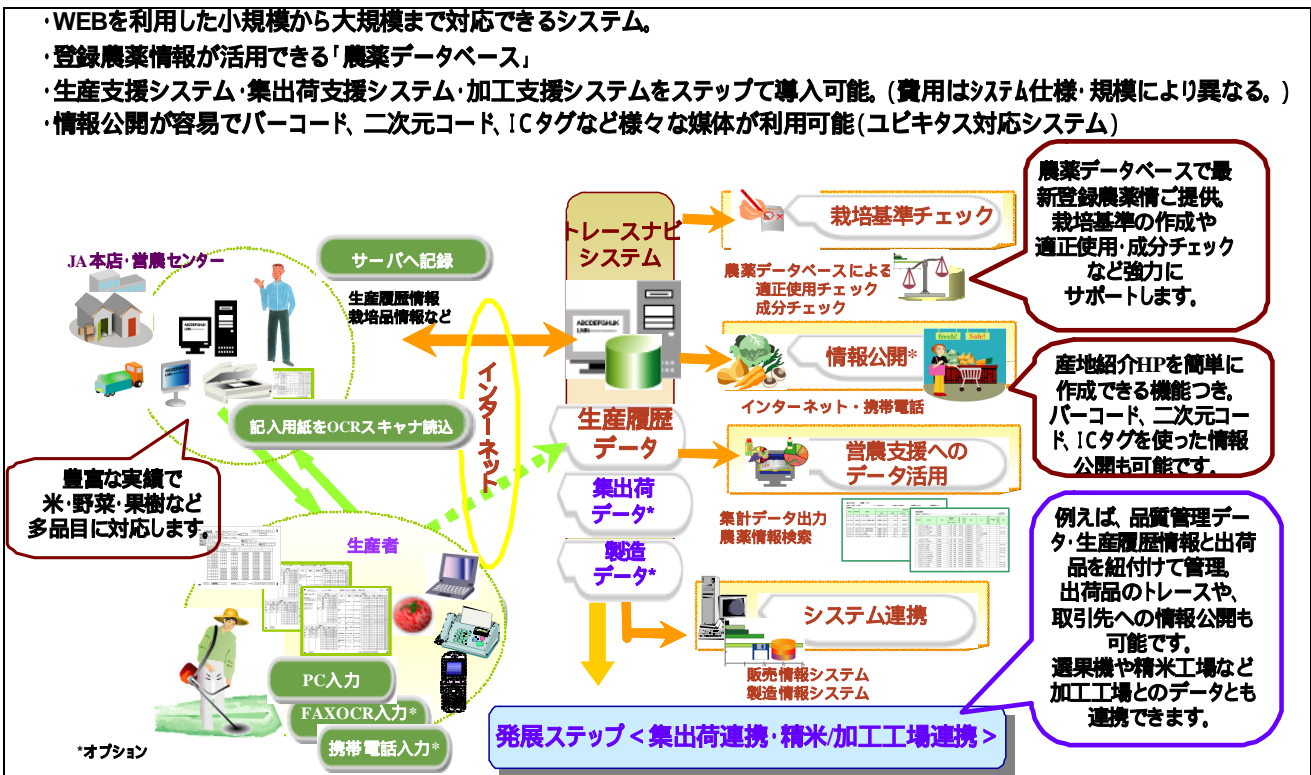 ･WEBを利用した小規模から大規模まで対応できるシステム。
･登録農薬情報が活用できる｢農薬データベース｣
･生産支援システム･集出荷支援システム･加工支援システムをステップて導入可能。(費用はｼｽﾃﾑ仕様･規模により異なる。)
･情報公開が容易でバーコード、二次元コード、ICタグなど様々な媒体が利用可能(ユビキタス対応システム)
農薬データベースで最
新登録農薬情ご提供。
栽培基準の作成や
適正使用･成分チェック
など強力に
サポートします。
トレースナビ
システム
栽培基準チェック
JA本店･営農センター
サーバへ記録
農薬データベースによる
適正使用チェック
成分チェック
生産履歴情報
栽培品情報など
ABCDEFGHIJK
LMN
fresh!
Sale!
情報公開*
産地紹介HPを簡単に
作成できる機能つき。
バーコード、二次元コー
ド、ICタグを使った情報
公開も可能です。
インターネット・携帯電話
インターネット
記入用紙をOCRスキャナ読込
生産履歴
データ
営農支援への
データ活用
豊富な実績で
米･野菜･果樹など
多品目に対応します。
集出荷
データ*
集計データ出力
農薬情報検索
例えば、品質管理デー
タ･生産履歴情報と出荷
品を紐付けて管理。
出荷品のトレースや、
取引先への情報公開も
可能です。
選果機や精米工場など
加工工場とのデータとも
連携できます。
生産者
製造
データ*
システム連携
販売情報システム
製造情報システム
PC入力
FAXOCR入力*
携帯電話入力*
*オプション
発展ステップ＜集出荷連携･精米/加工工場連携＞